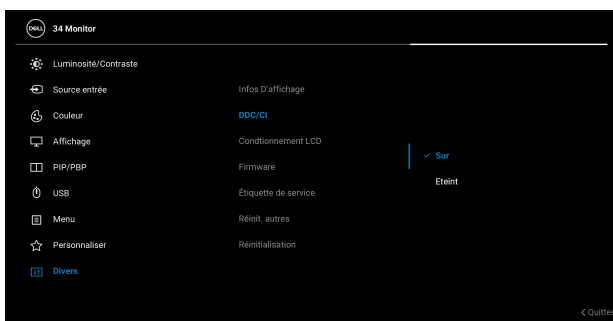 DELL 34 Monitor
Luminosité/Contraste
Source entrée
Infos D'affichage
Couleur
DDC/CI
Affichage
Condtionnement LCD
Sur
PIP/PBP
Firmware
Eteint
USB
Étiquette de service
Menu
Réinit. autres
Personnaliser
Réinitialisation
Divers
Quitter